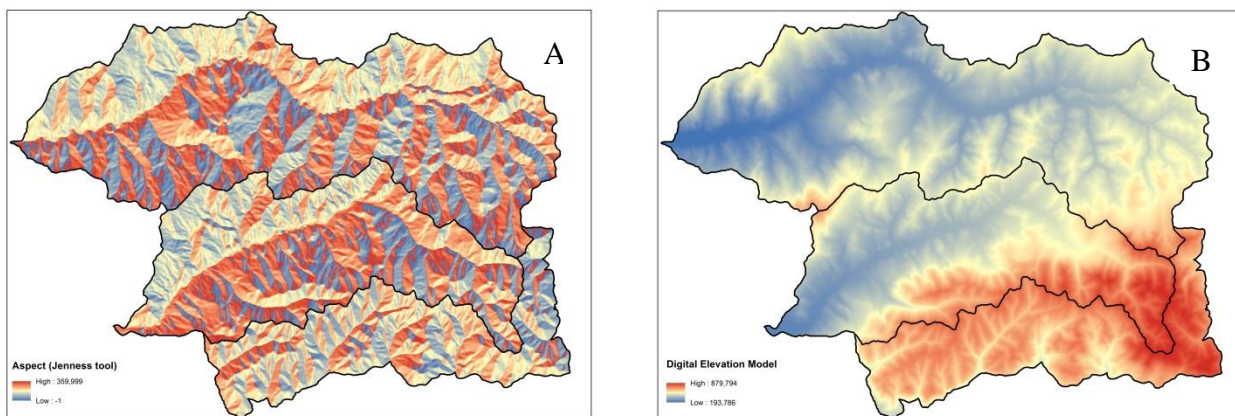 A
Aspect (Jenness tool)
High : 359,999
Low : -1
B
Digital Elevation Model
High : 879,794
Low : 193,786